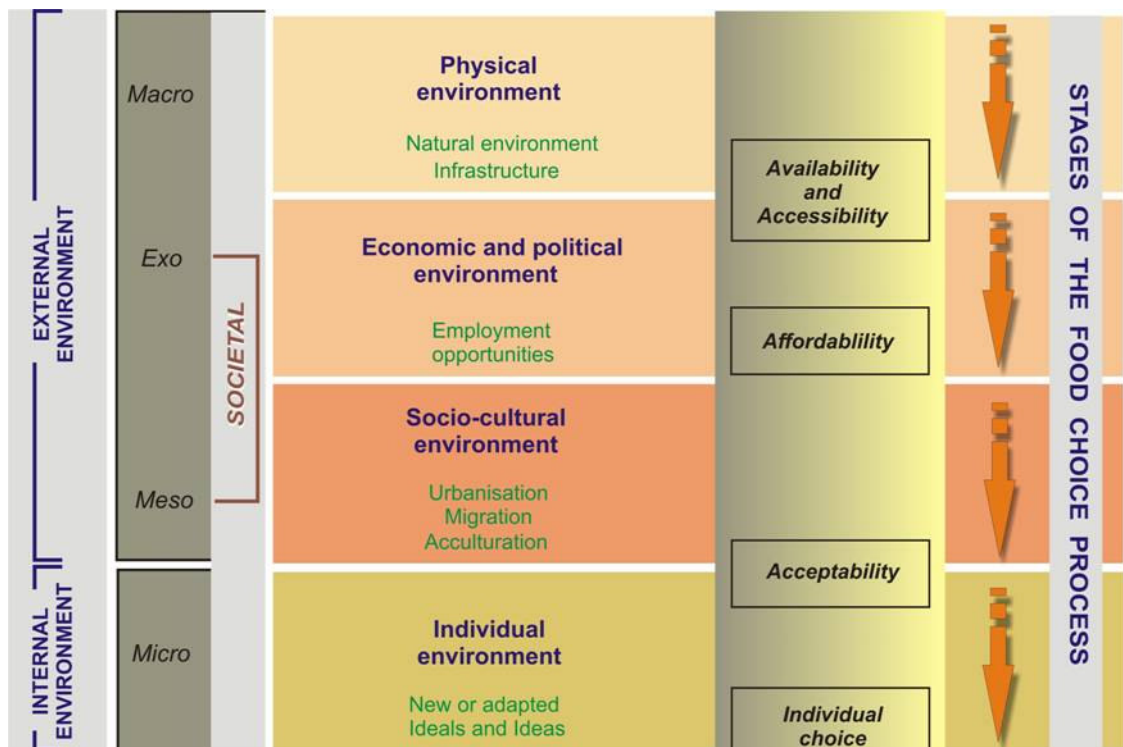 EXTERNAL
ENVIRONMENT
INTERNAL
ENVIRONMENT
Macro
Exo
Meso
Micro
SOCIETAL
Physical
environment
Natural environment
Infrastructure
Economic and political
environment
Employment
opportunities
Socio-cultural
environment
Urbanisation
Migration
Acculturation
Individual
environment
New or adapted
Ideals and Ideas
Availability
and
Accessibility
Affordablility
Acceptability
Individual
choice
STAGES OF THE FOOD CHOICE PROCESS